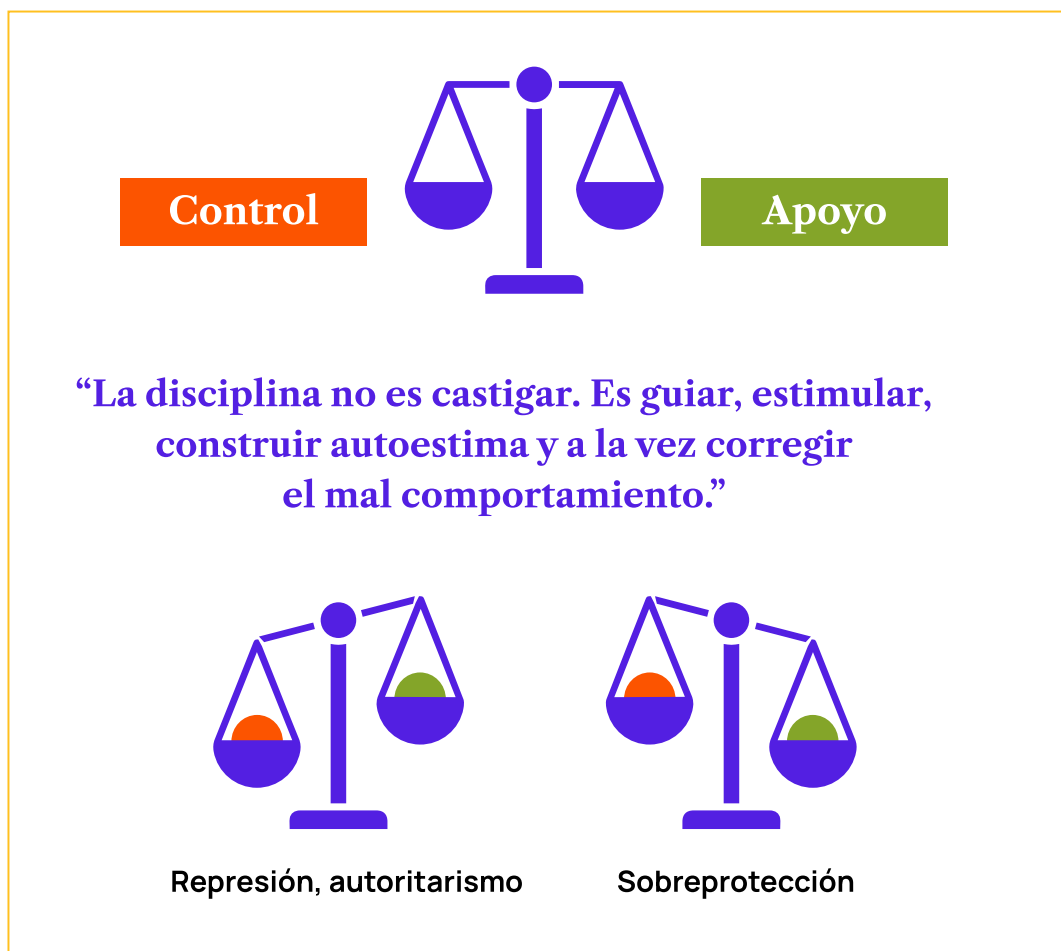 Control
Apoyo
“La disciplina no es castigar. Es guiar, estimular,
construir autoestima y a la vez corregir
el mal comportamiento.”
Represión, autoritarismo
Sobreprotección